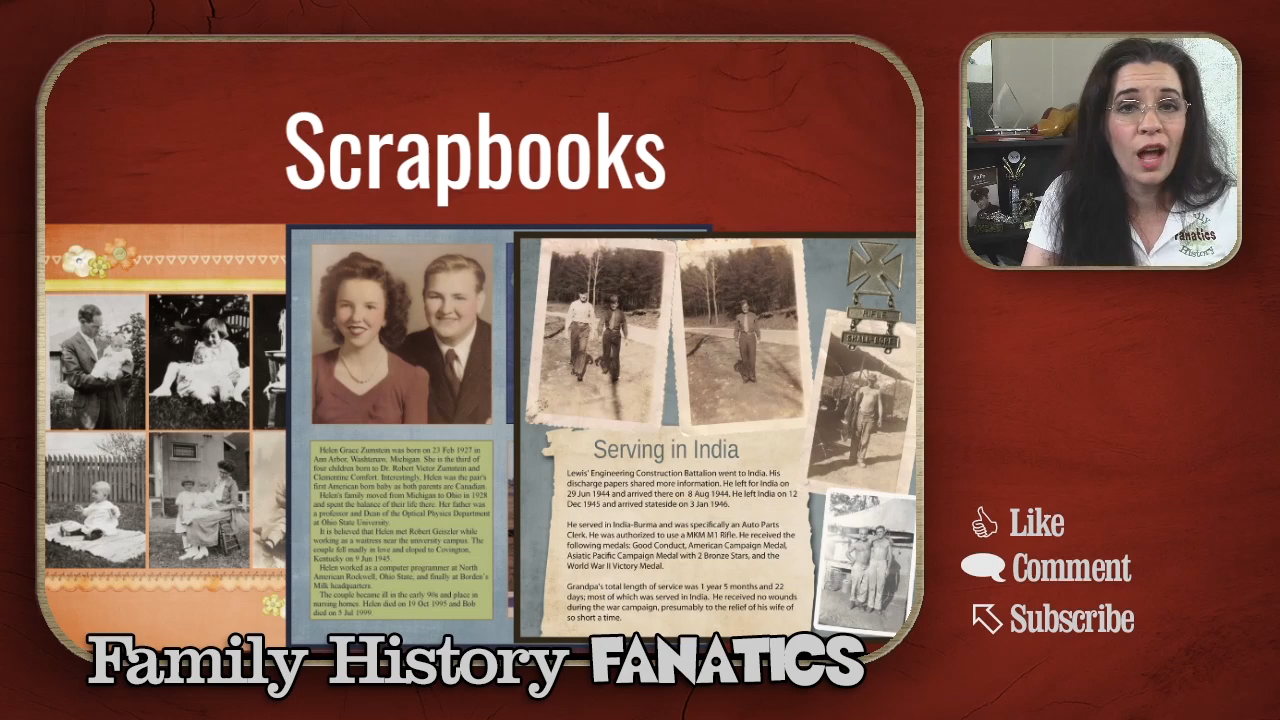 Scrapbooks
Helen Grace Zumstein was born on 23 Feb 1927 in
Ann Arbor, Washtenaw, Michigan. She is the third of
four children born to Dr. Robert Victor Zumstein and
Clementine Comfort. Interestingly, Helen was the pair's
first American born baby as both parents are Canadian.
Helen's family moved from Michigan to Ohio in 1928
and spent the balance of their life there. Her father was
a professor and Dean of the Optical Physics Department
at Ohio State University.
It is believed that Helen met Robert Geiszler while
working as a waitress near the university campus. The
couple fell madly in love and eloped to Covington,
Kentucky on 9 Jun 1945.
Helen worked as a computer programer at North
American Rockwell, Ohio State, and finally at Borden's
Milk headquarters.
The couple became ill in the early 90s and place in
nursing homes. Helen died on 19 Oct 1995 and Bob
died on 5 Jul 1999.
RIFLE
SMALL-BORE
Serving in India
Lewis' Engineering Construction Battalion went to India. His
discharge papers shared more information. He left for India on
29 Jun 1944 and arrived there on 8 Aug 1944. He left India on 12
Dec 1945 and arrived stateside on 3 Jan 1946.
He served in India-Burma and was specifically an Auto Parts
Clerk. He was authorized to use a MKM M1 Rifle. He received the
following medals: Good Conduct, American Campaign Medal,
Asiatic Pacific Campaign Medal with 2 Bronze Stars, and the
World War II Victory Medal.
Grandpa's total length of service was 1 year 5 months and 22
days; most of which was served in India. He received no wounds
during the war campaign, presumably to the relief of his wife of
so short a time.
Family History FANATICS
Fanatics
History
Like
Comment
Subscribe